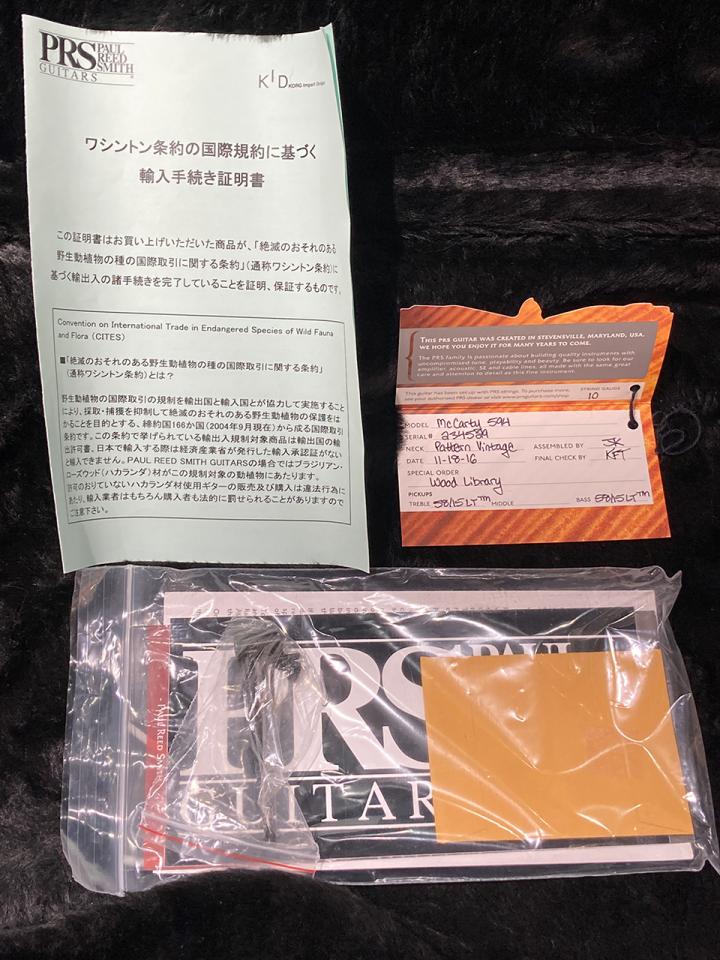 PRS PAUL REED SMITH
GUITARS
KID KORG Import Division
ワシントン条約の国際規約に基づく
輸入手続き証明書
この証明書はお買い上げいただいた商品が、「絶滅のおそれのある
野生動植物の種の国際取引に関する条約」(通称ワシントン条約)に
基づく輸出入の諸手続きを完了していることを証明、保証するものです。
Convention on International Trade in Endangered Species of Wild Fauna
and Flora (CITES)
■「絶滅のおそれのある野生動植物の種の国際取引に関する条約」
(通称ワシントン条約)とは?
野生動植物の国際取引の規制を輸出国と輸入国とが協力して実施すること
により、採取・捕獲を抑制して絶滅のおそれのある野生動植物の保護をは
かることを目的とする、締約国166か国(2004年9月現在)から成る国際取引
条約です。この条約で挙げられている輸出入規制対象商品は輸出国の輸
出許可書、日本で輸入する際は経済産業省が発行した輸入承認証がない
と輸入できません。PAUL REED SMITH GUITARSの場合ではブラジリアン・
ローズウッド(ハカランダ)材がこの規制対象の動植物にあたります。
許可のおりていないハカランダ材使用ギターの販売及び購入は違法行為に
あたり、輸入業者はもちろん購入者も法的に罰せられることがありますので
ご注意下さい。
THIS PRS GUITAR WAS CREATED IN STEVENSVILLE, MARYLAND, USA.
WE HOPE YOU ENJOY IT FOR MANY YEARS TO COME.
The PRS Family is passionate about building quality instruments with
uncompromised tone, playability and beauty. Be sure to look for our
amplifier, acoustic, SE and cable lines, all made with the same great
care and attention to detail as this fine instrument.
This guitar has been set up with PRS strings. To purchase more,
see your authorized PRS dealer or visit www.prsguitars.com/shop
STRING GAUGE
10
MODEL McCarty 594
SERIAL# 234589
NECK Pattern Vintage ASSEMBLED BY SK
DATE 11-18-16 FINAL CHECK BY KFT
SPECIAL ORDER
Wood Library
PICKUPS
TREBLE 58/15 LT™ MIDDLE BASS 58/15 LT™
PRS PAUL
GUITAR
PAUL REED SMITH